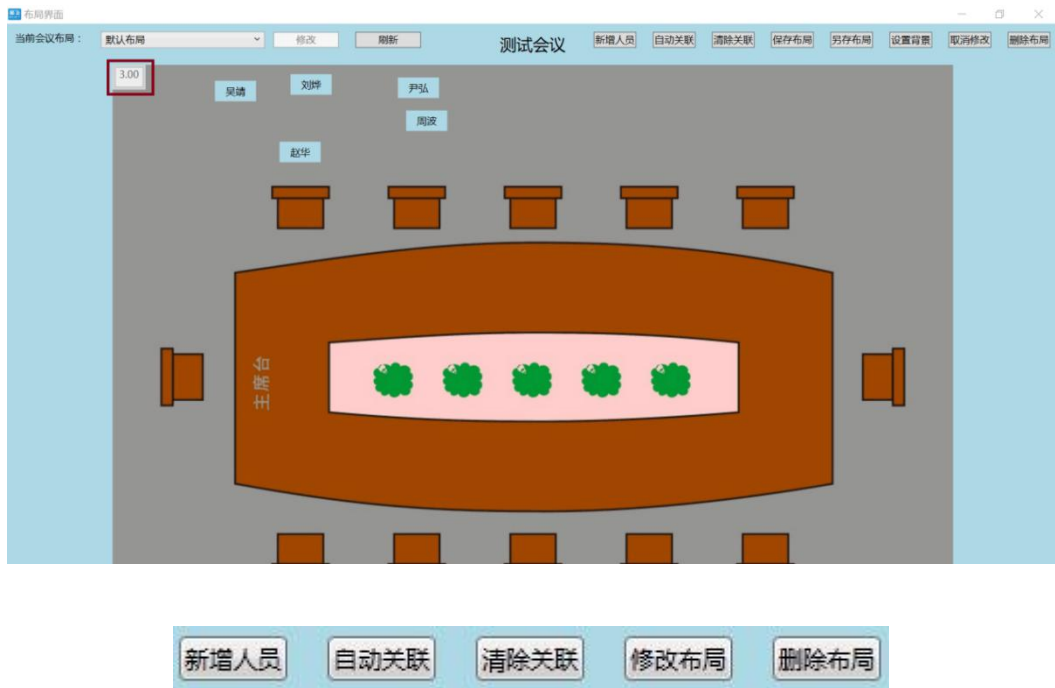 布局界面
当前会议布局： 默认布局 修改 刷新 测试会议 新增人员 自动关联 清除关联 保存布局 另存布局 设置背景 取消修改 删除布局
3.00
吴靖 刘烨 尹弘
周波
赵华
主席台
新增人员 自动关联 清除关联 修改布局 删除布局